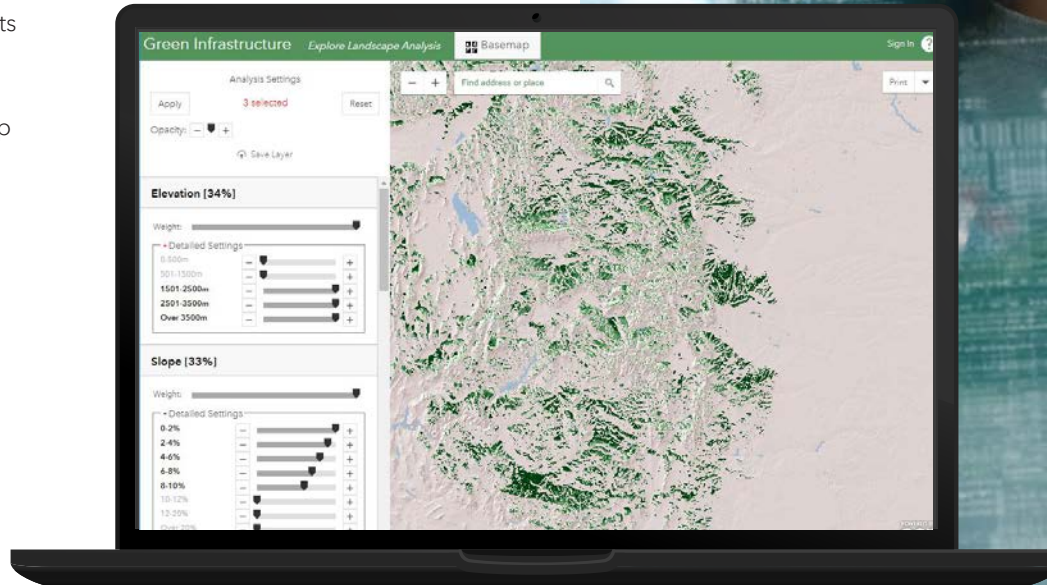 ts
o
Green Infrastructure Explore Landscape Analysis Basemap Sign In ?
Analysis Settings
Apply 3 selected Reset
Opacity: − +
Save Layer
− + Find address or place Print
Elevation [34%]
Weight:
Detailed Settings
0-500m − +
501-1500m − +
1501-2500m − +
2501-3500m − +
Over 3500m − +
Slope [33%]
Weight:
Detailed Settings
0-2% − +
2-4% − +
4-6% − +
6-8% − +
8-10% − +
10-12% − +
12-20% − +
Over 20% − +